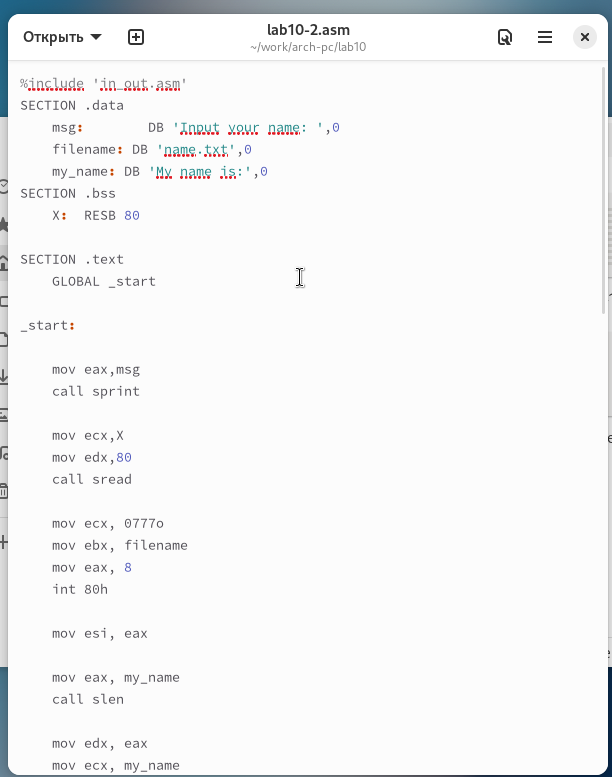 Открыть
lab10-2.asm
~/work/arch-pc/lab10
%include 'in_out.asm'
SECTION .data
    msg:        DB 'Input your name: ',0
    filename: DB 'name.txt',0
    my_name: DB 'My name is:',0
SECTION .bss
    X:  RESB 80
SECTION .text
    GLOBAL _start
_start:
    mov eax,msg
    call sprint
    mov ecx,X
    mov edx,80
    call sread
    mov ecx, 0777o
    mov ebx, filename
    mov eax, 8
    int 80h
    mov esi, eax
    mov eax, my_name
    call slen
    mov edx, eax
    mov ecx, my_name